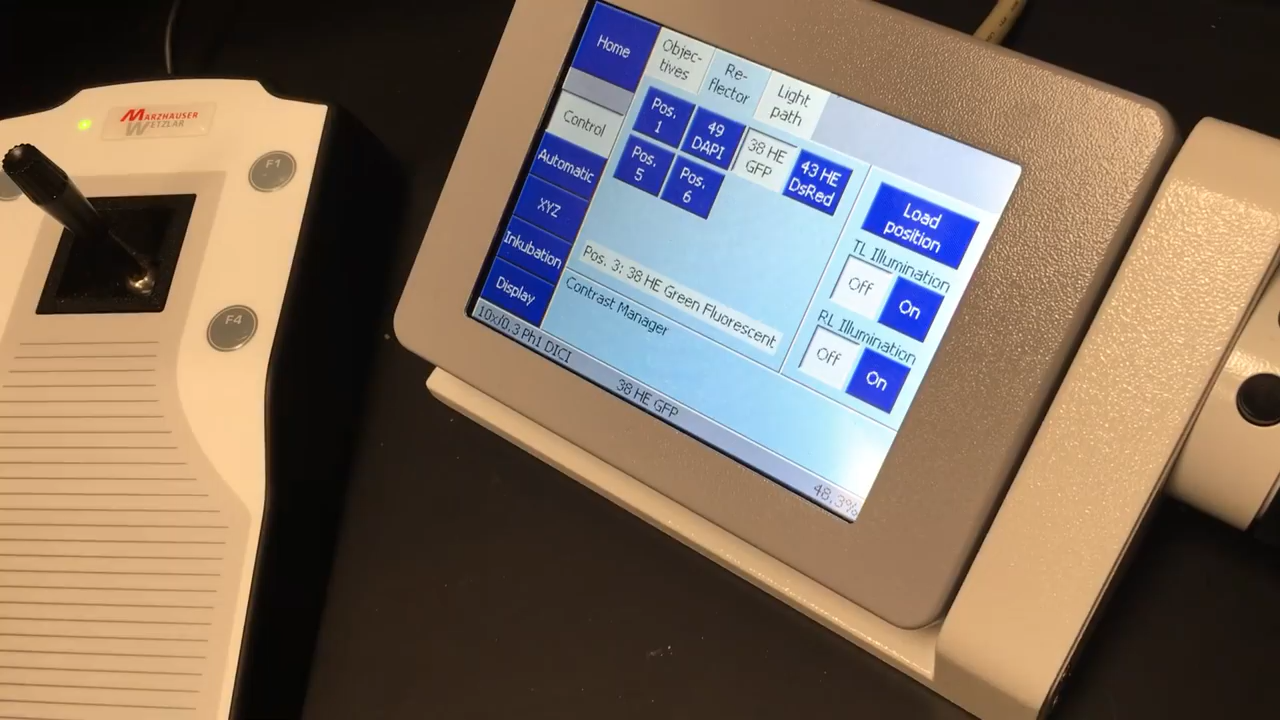 MARZHAUSER
WETZLAR
F1
F4
Home
Objec-
tives
Re-
flector
Light
path
Control
Automatic
XYZ
Inkubation
Display
Pos.
1
49
DAPI
38 HE
GFP
43 HE
DsRed
Pos.
5
Pos.
6
Load
position
TL Illumination
Off
On
RL Illumination
Off
On
Pos. 3: 38 HE Green Fluorescent
Contrast Manager
10x/0.3 Ph1 DICI
38 HE GFP
48.3%